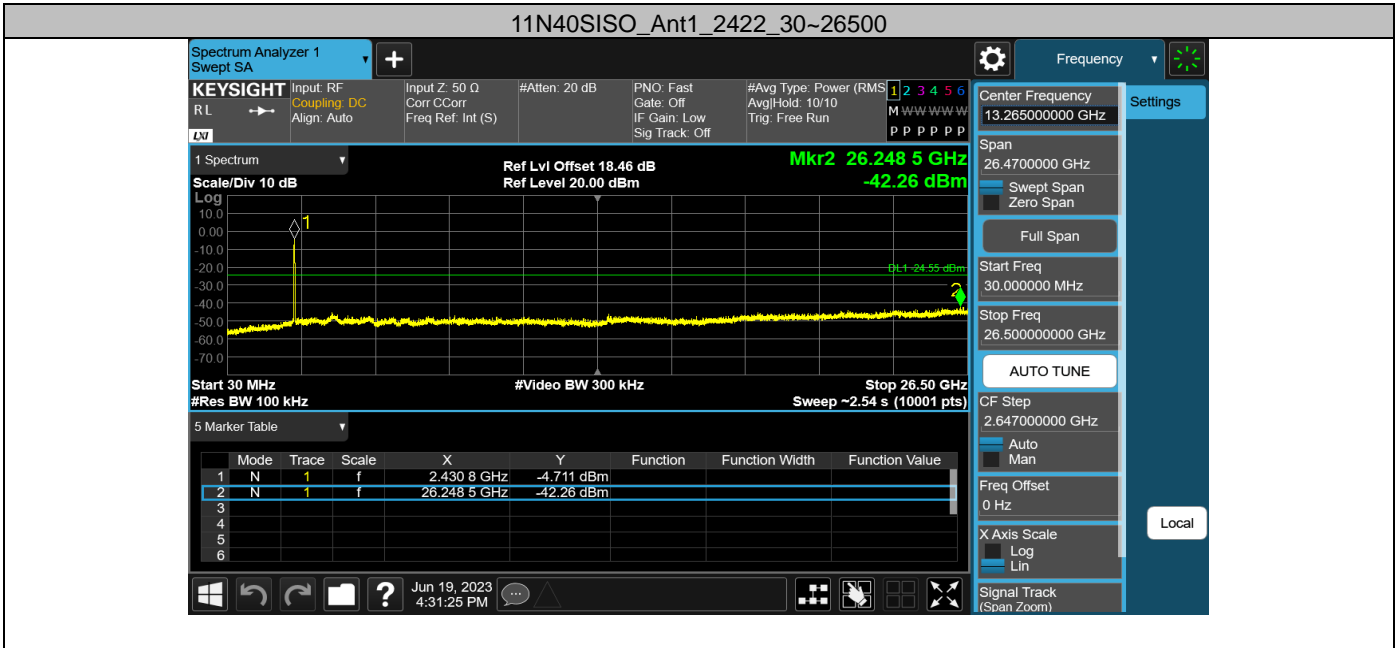 11N40SISO_Ant1_2422_30~26500
Spectrum Analyzer 1
Swept SA
Frequency
KEYSIGHT
RL
LXI
Input: RF
Coupling: DC
Align: Auto
Input Z: 50 Ω
Corr CCorr
Freq Ref: Int (S)
#Atten: 20 dB
PNO: Fast
Gate: Off
IF Gain: Low
Sig Track: Off
#Avg Type: Power (RMS
Avg|Hold: 10/10
Trig: Free Run
1 2 3 4 5 6
M W W W W W
P P P P P P
1 Spectrum
Scale/Div 10 dB
Ref Lvl Offset 18.46 dB
Ref Level 20.00 dBm
Mkr2 26.248 5 GHz
-42.26 dBm
Log
10.0
0.00
-10.0
-20.0
-30.0
-40.0
-50.0
-60.0
-70.0
1
DL1 -24.55 dBm
2
Start 30 MHz
#Video BW 300 kHz
Stop 26.50 GHz
#Res BW 100 kHz
Sweep ~2.54 s (10001 pts)
5 Marker Table
Mode Trace Scale X Y Function Function Width Function Value
1 N 1 f 2.430 8 GHz -4.711 dBm
2 N 1 f 26.248 5 GHz -42.26 dBm
3
4
5
6
Jun 19, 2023
4:31:25 PM
Center Frequency
13.265000000 GHz
Span
26.4700000 GHz
Swept Span
Zero Span
Full Span
Start Freq
30.000000 MHz
Stop Freq
26.500000000 GHz
AUTO TUNE
CF Step
2.647000000 GHz
Auto
Man
Freq Offset
0 Hz
X Axis Scale
Log
Lin
Signal Track
(Span Zoom)
Settings
Local